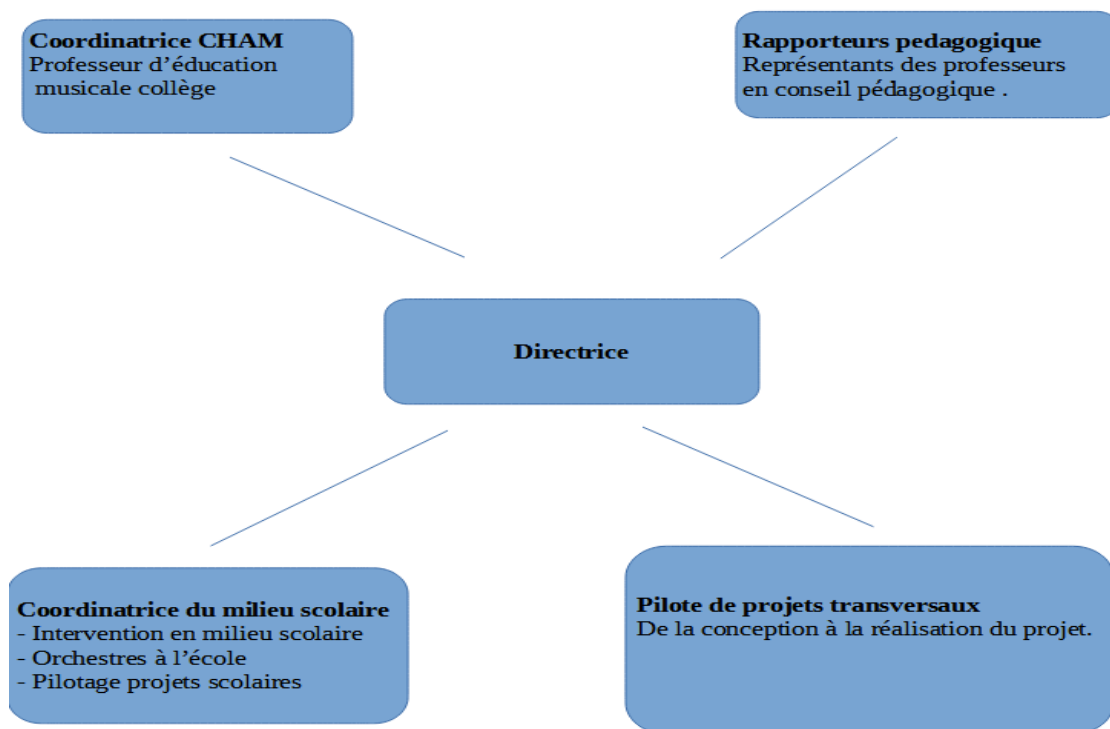 Coordinatrice CHAM
Professeur d’éducation
musicale collège
Rapporteurs pedagogique
Représentants des professeurs
en conseil pédagogique .
Directrice
Coordinatrice du milieu scolaire
- Intervention en milieu scolaire
- Orchestres à l’école
- Pilotage projets scolaires
Pilote de projets transversaux
De la conception à la réalisation du projet.